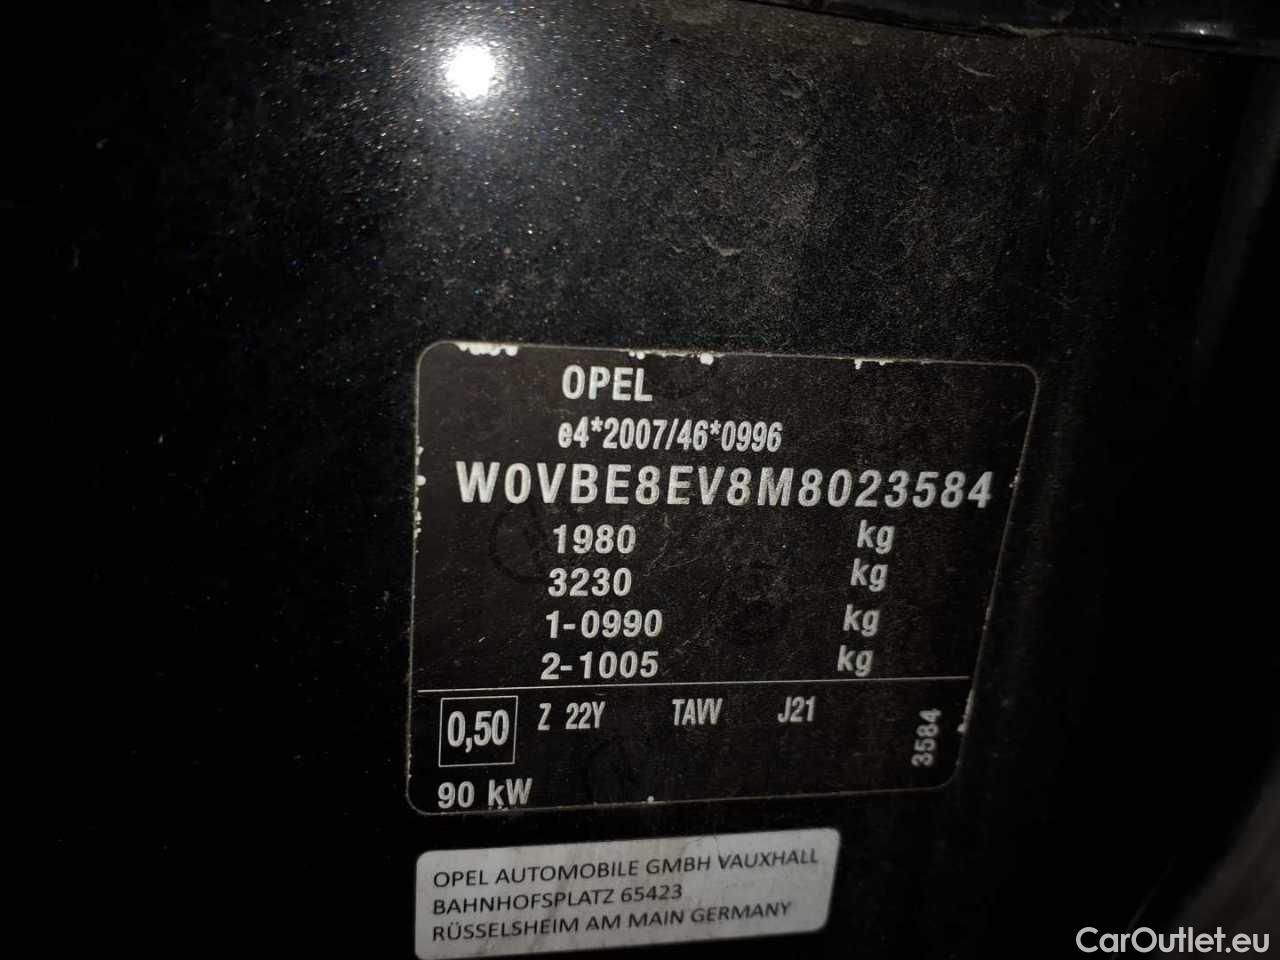 OPEL
e4*2007/46*0996
W0VBE8EV8M8023584
1980 kg
3230 kg
1-0990 kg
2-1005 kg
0,50 Z 22Y TAVV J21
3584
90 kW
OPEL AUTOMOBILE GMBH VAUXHALL
BAHNHOFSPLATZ 65423
RÜSSELSHEIM AM MAIN GERMANY
CarOutlet.eu